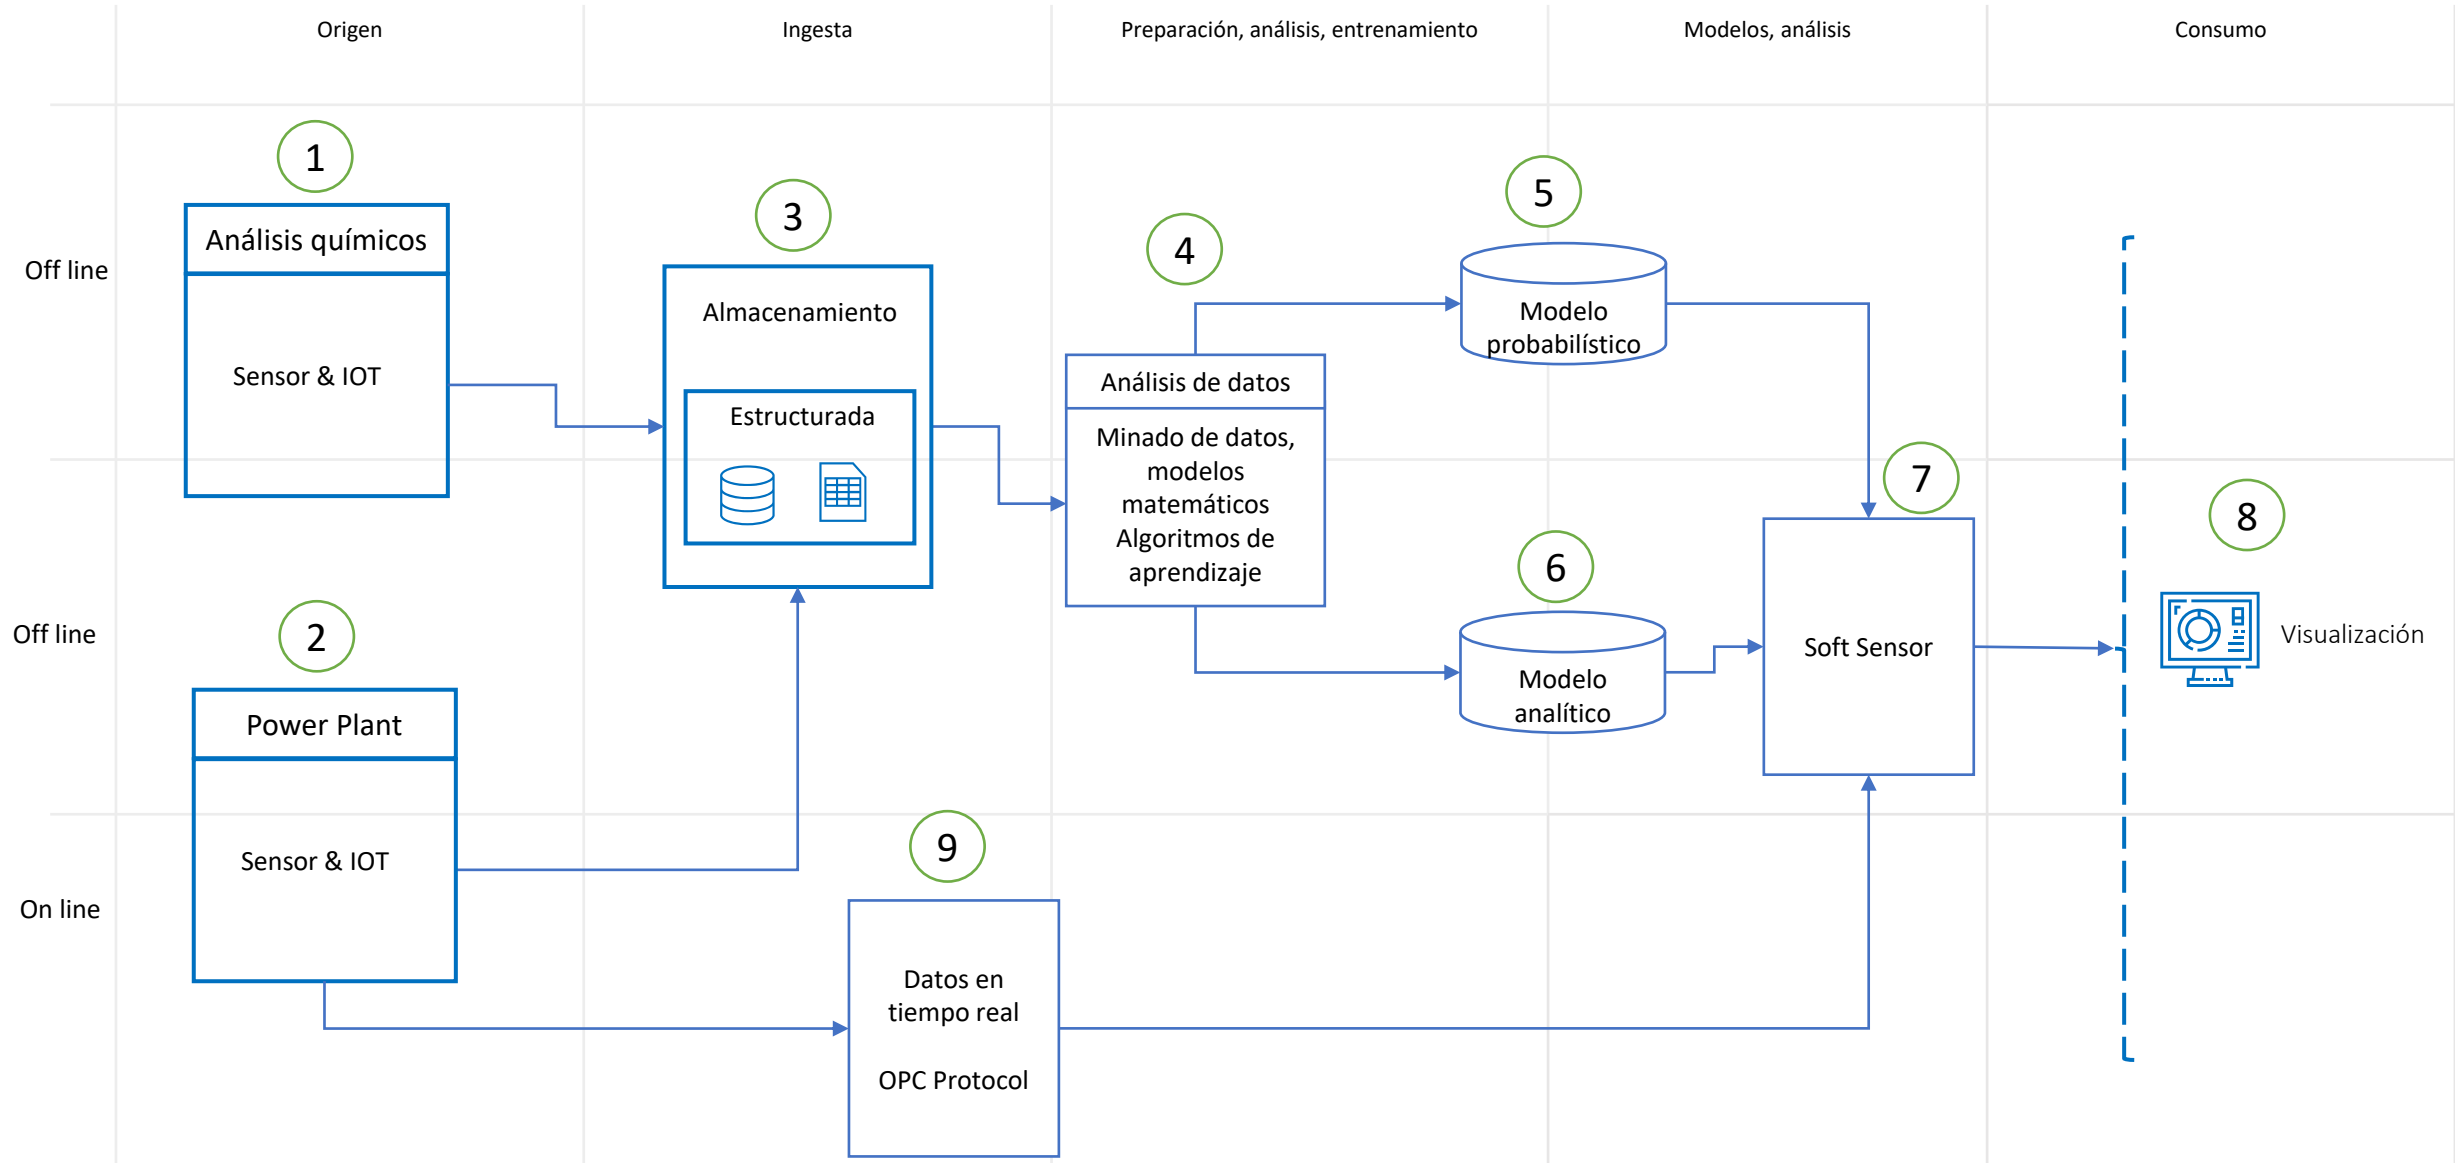 Origen
Ingesta
Preparación, análisis, entrenamiento
Modelos, análisis
Consumo
Off line
1
Análisis químicos
Sensor & IOT
3
Almacenamiento
Estructurada
4
Análisis de datos
Minado de datos,
modelos
matemáticos
Algoritmos de
aprendizaje
5
Modelo
probabilístico
Off line
2
Power Plant
Sensor & IOT
6
Modelo
analítico
7
Soft Sensor
8
Visualización
On line
9
Datos en
tiempo real
OPC Protocol